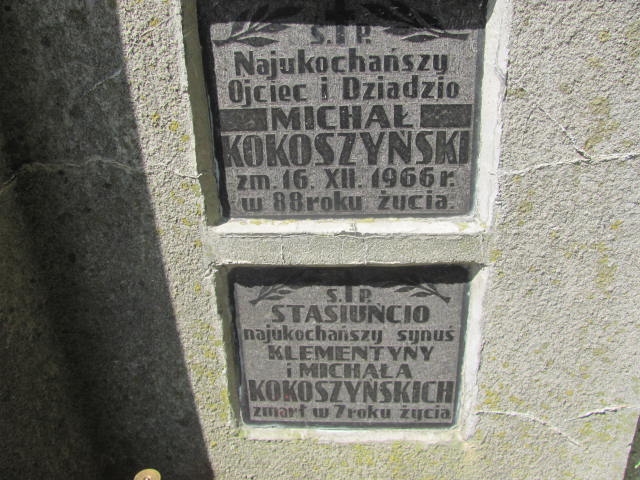 Ś.†P.
Najukochańszy
Ojciec i Dziadzio
MICHAŁ
KOKOSZYŃSKI
zm. 16. XII. 1966 r.
w 88 roku życia.
Ś.†P.
STASIUŃCIO
najukochańszy synuś
KLEMENTYNY
i MICHAŁA
KOKOSZYŃSKICH
zmarł w 7 roku życia